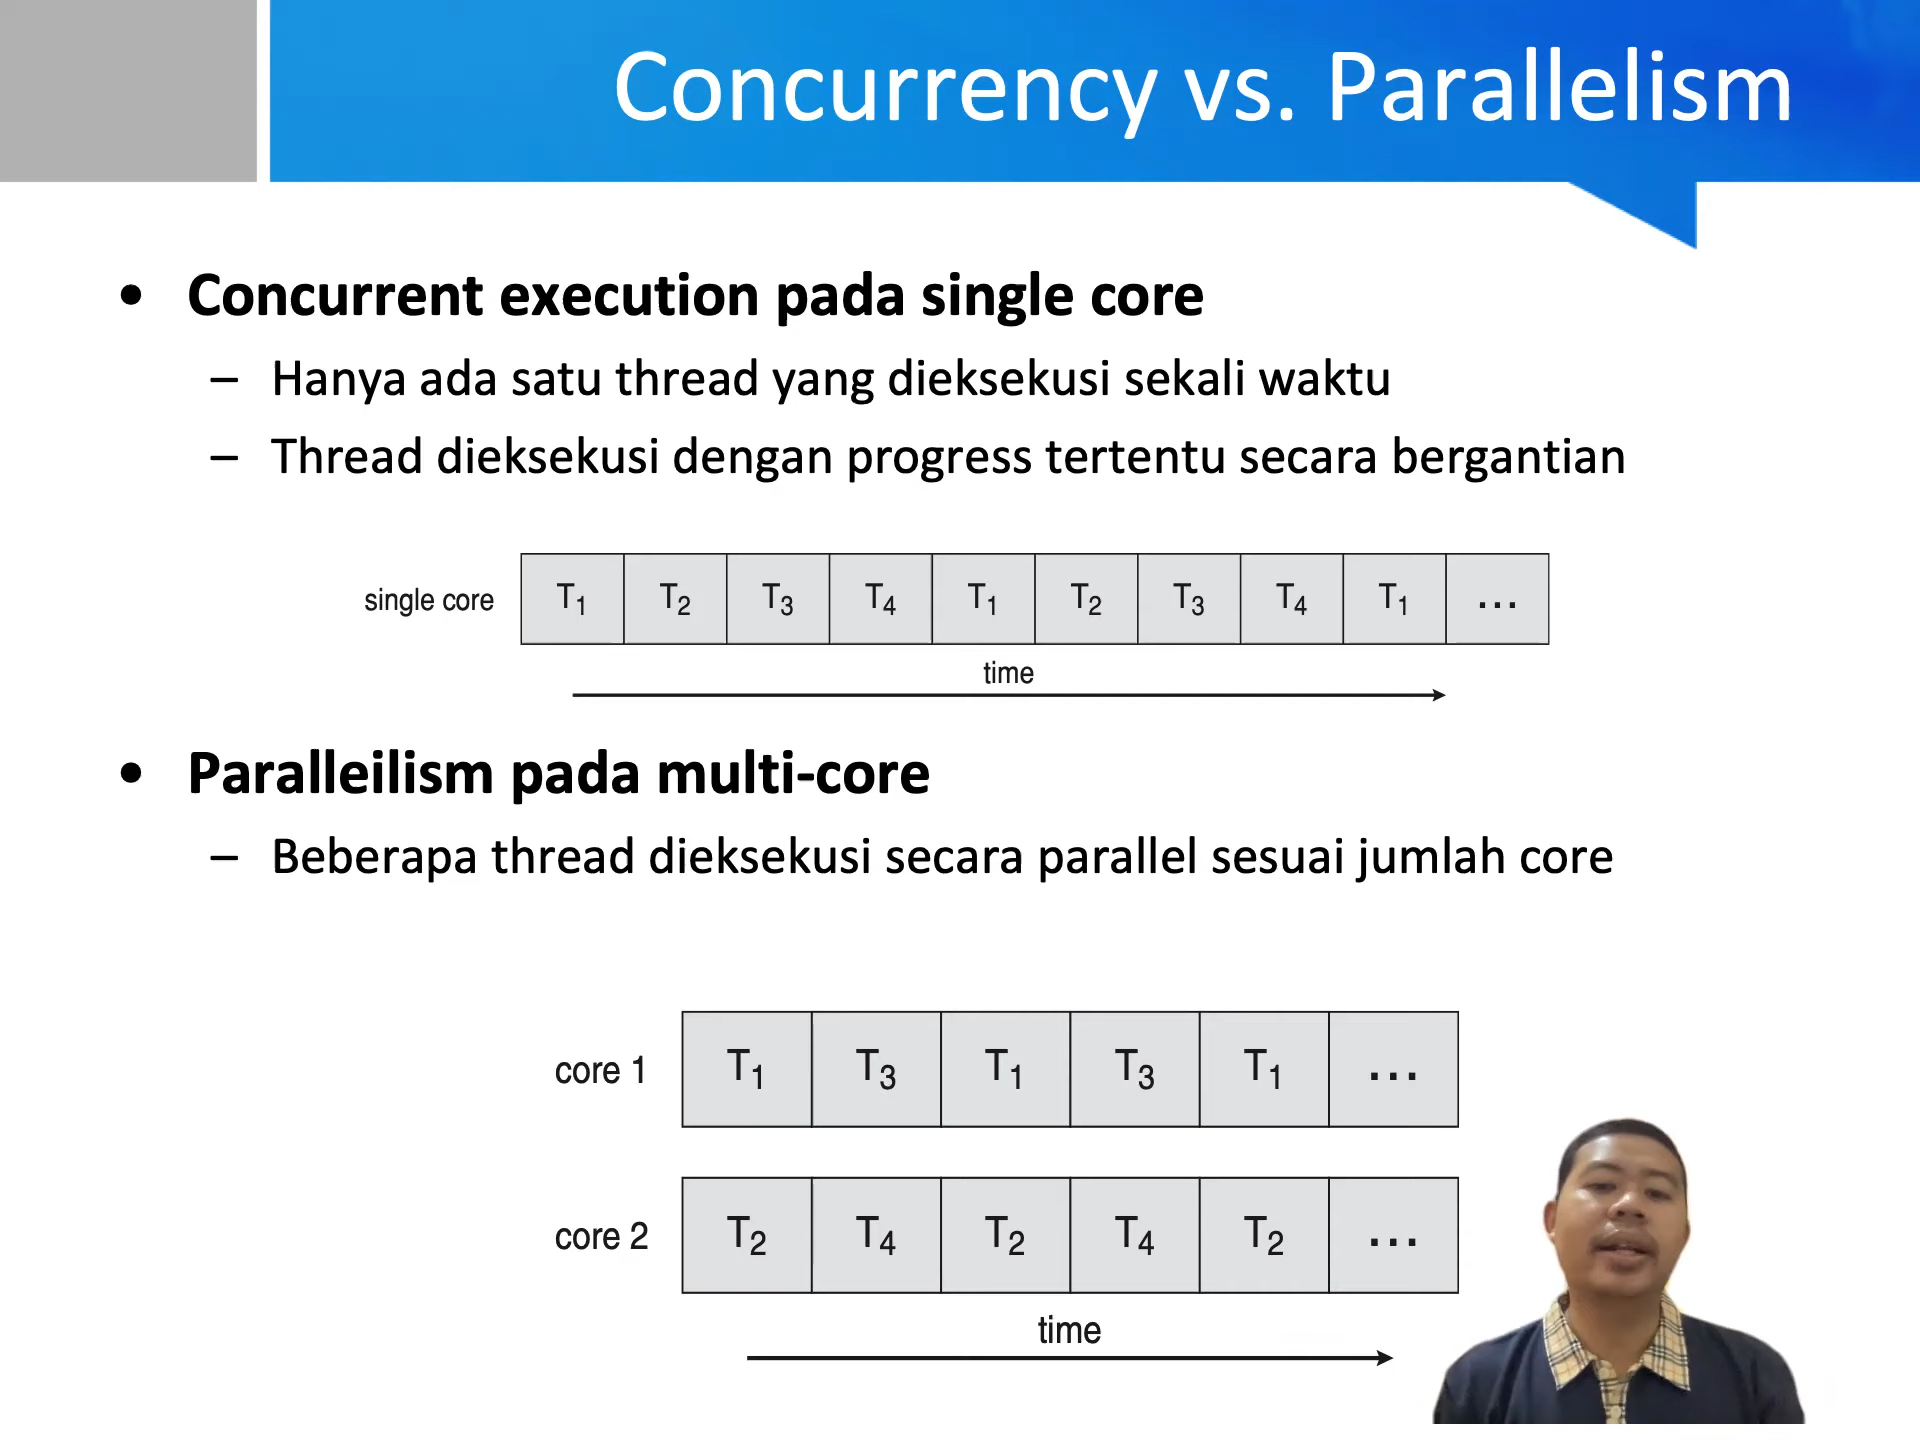 Concurrency vs. Parallelism
• Concurrent execution pada single core
– Hanya ada satu thread yang dieksekusi sekali waktu
– Thread dieksekusi dengan progress tertentu secara bergantian
single core T1 T2 T3 T4 T1 T2 T3 T4 T1 ...
time
• Paralleilism pada multi-core
– Beberapa thread dieksekusi secara parallel sesuai jumlah core
core 1 T1 T3 T1 T3 T1 ...
core 2 T2 T4 T2 T4 T2 ...
time